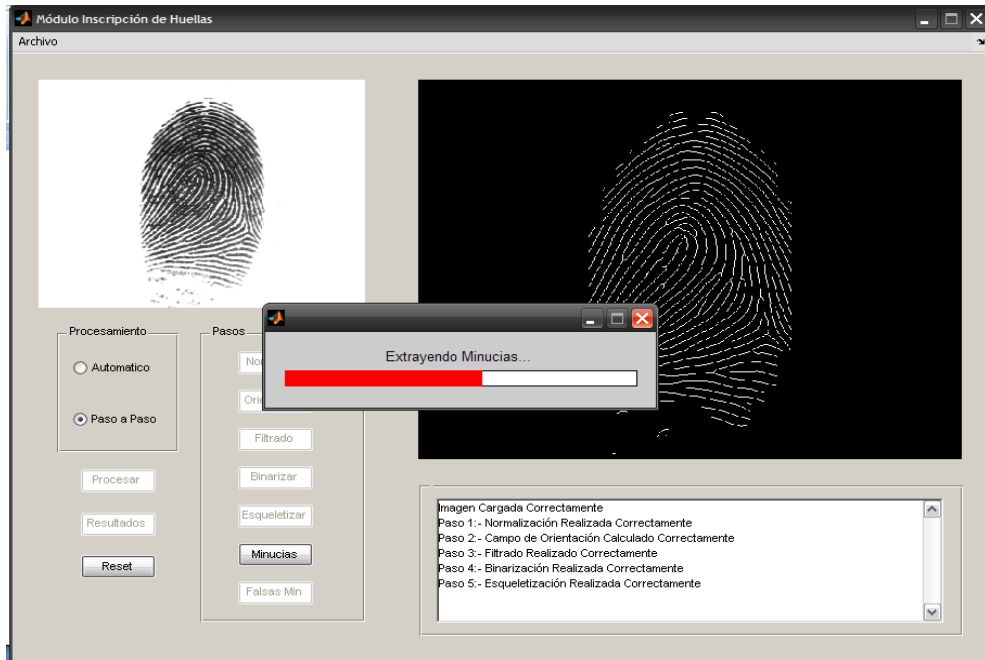 Módulo Inscripción de Huellas
Archivo
Procesamiento
Automatico
Paso a Paso
Procesar
Resultados
Reset
Pasos
Extrayendo Minucias...
Filtrado
Binarizar
Esqueletizar
Minucias
Falsas Min
Imagen Cargada Correctamente
Paso 1:- Normalización Realizada Correctamente
Paso 2:- Campo de Orientación Calculado Correctamente
Paso 3:- Filtrado Realizado Correctamente
Paso 4:- Binarización Realizada Correctamente
Paso 5:- Esqueletización Realizada Correctamente